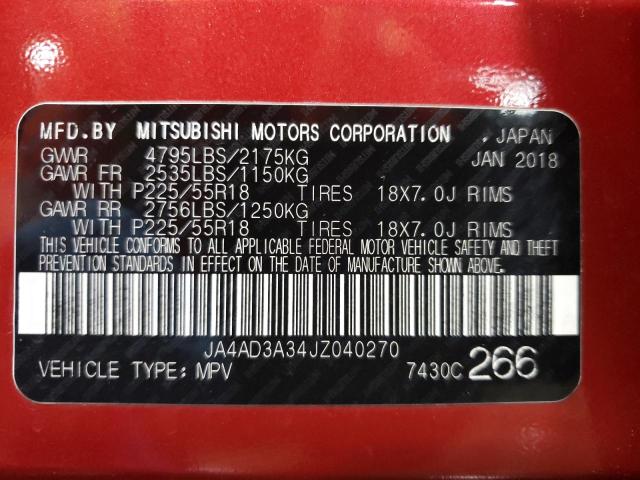 MFD.BY MITSUBISHI MOTORS CORPORATION . JAPAN
GVWR 4795LBS/2175KG JAN 2018
GAWR FR 2535LBS/1150KG
WITH P225/55R18 TIRES 18X7.0J RIMS
GAWR RR 2756LBS/1250KG
WITH P225/55R18 TIRES 18X7.0J RIMS
THIS VEHICLE CONFORMS TO ALL APPLICABLE FEDERAL MOTOR VEHICLE SAFETY AND THEFT
PREVENTION STANDARDS IN EFFECT ON THE DATE OF MANUFACTURE SHOWN ABOVE.
JA4AD3A34JZ040270
VEHICLE TYPE: MPV 7430C 266